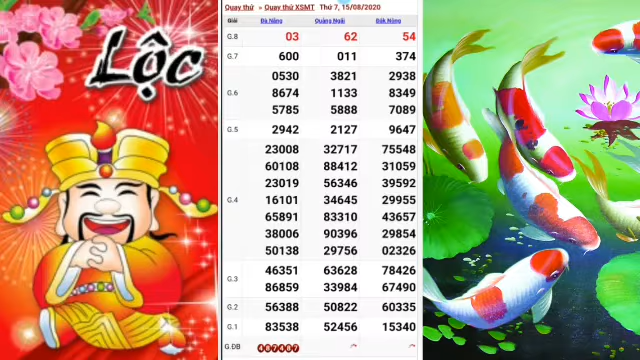 Lộc
Quay thử » Quay thử XSMT Thứ 7, 15/08/2020
Giải Đà Nẵng Quảng Ngãi Đắk Nông
G.8 03 62 54
G.7 600 011 374
0530 3821 2938
G.6 8674 1133 8349
5785 5888 7089
G.5 2942 2127 9647
23008 32717 75548
60108 88412 31059
23019 56346 39592
G.4 16101 34645 29955
65891 83310 43657
38006 90396 29854
50138 29756 02326
G.3 46351 63628 78426
86859 33984 67490
G.2 56388 50822 60335
G.1 83538 52456 15340
G.ĐB 487487